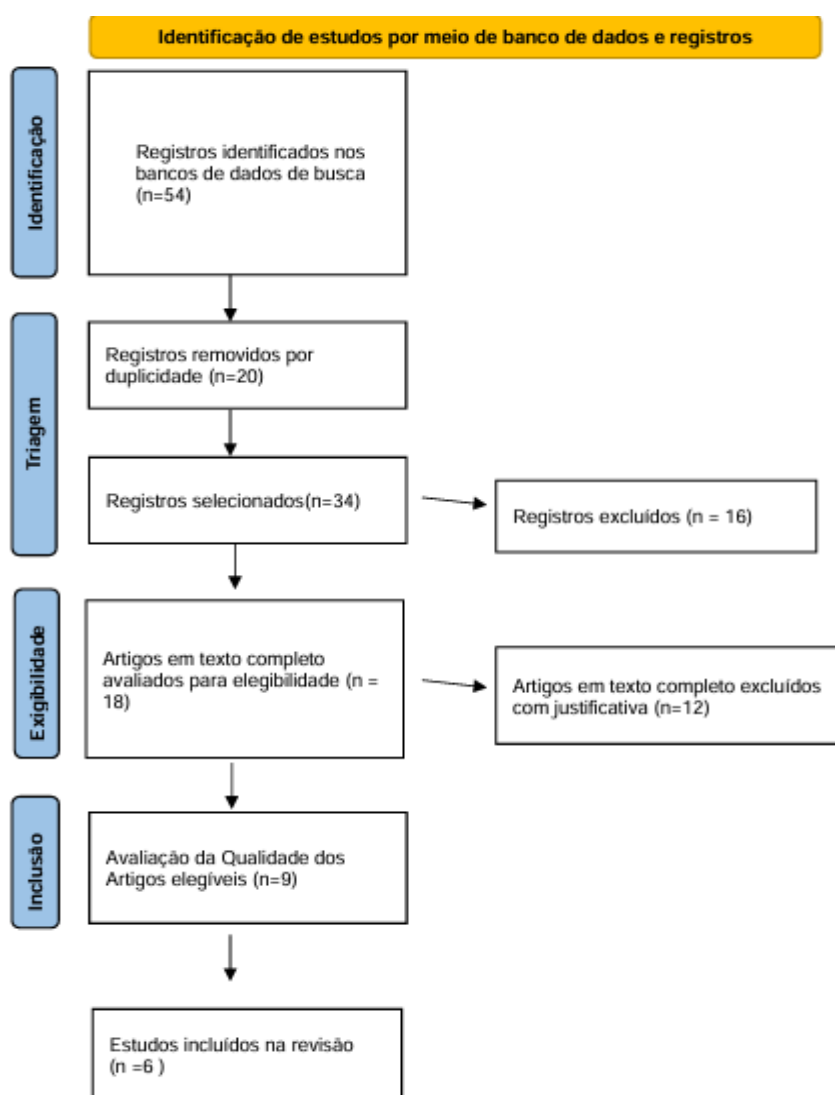 Identificação de estudos por meio de banco de dados e registros
Identificação
Registros identificados nos
bancos de dados de busca
(n=54)
Triagem
Registros removidos por
duplicidade (n=20)
Registros selecionados(n=34)
Registros excluídos (n = 16)
Exigibilidade
Artigos em texto completo
avaliados para elegibilidade (n =
18)
Artigos em texto completo excluídos
com justificativa (n=12)
Inclusão
Avaliação da Qualidade dos
Artigos elegíveis (n=9)
Estudos incluídos na revisão
(n =6 )